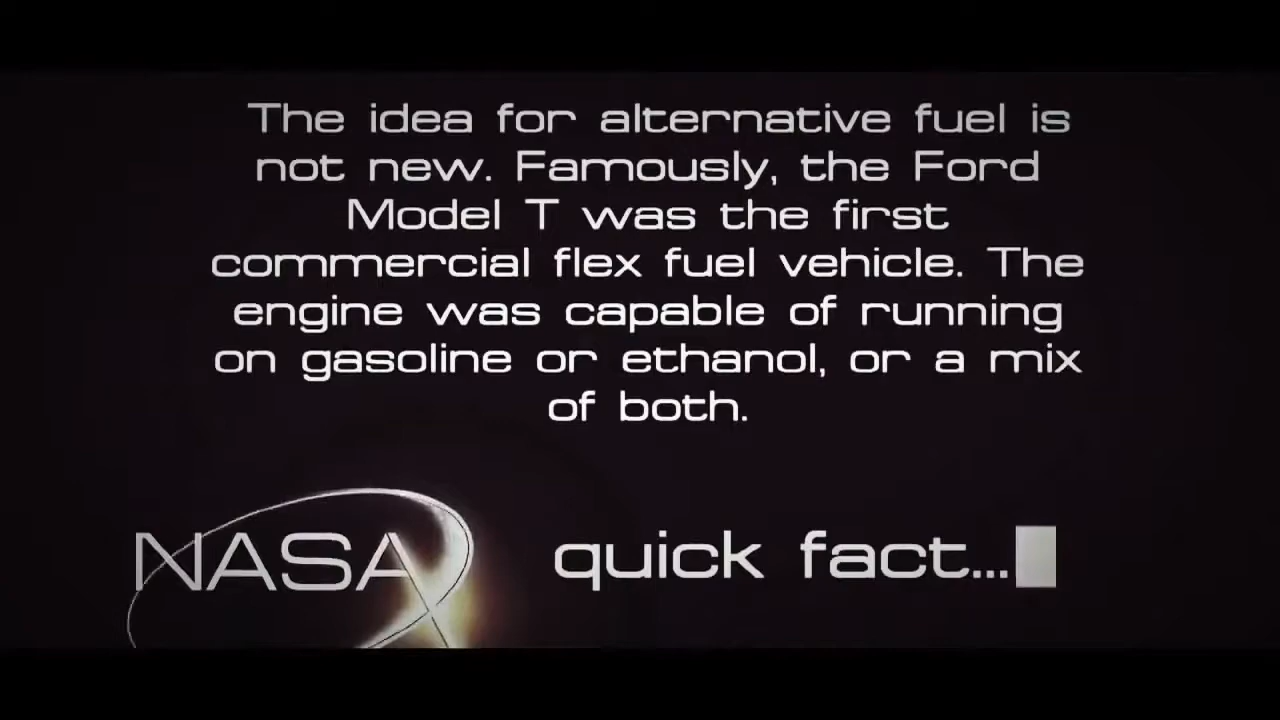 The idea for alternative fuel is
not new. Famously, the Ford
Model T was the first
commercial flex fuel vehicle. The
engine was capable of running
on gasoline or ethanol, or a mix
of both.
NASA quick fact...